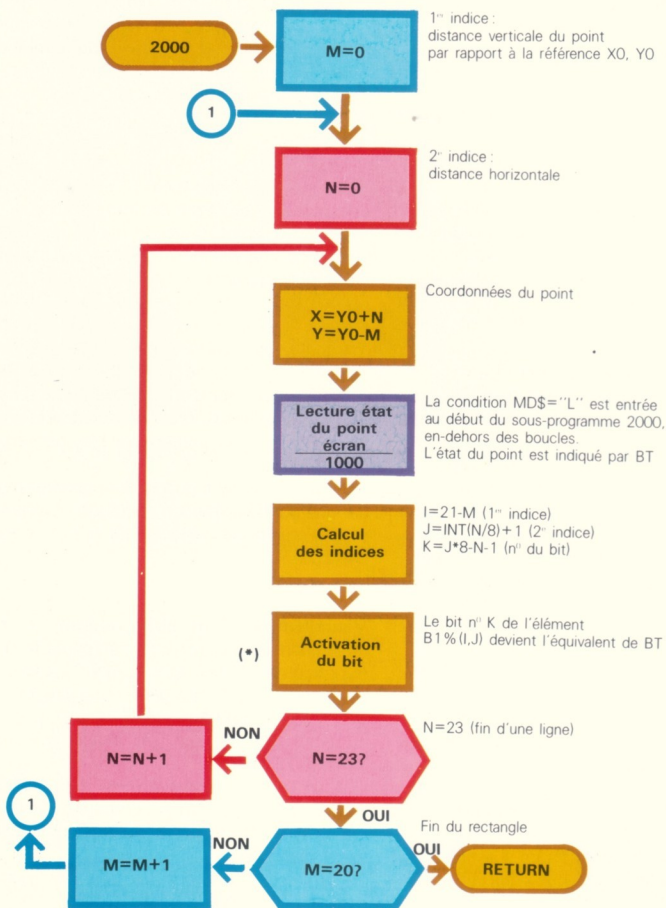 2000
M=0
1re indice :
distance verticale du point
par rapport à la référence X0, Y0
1
N=0
2e indice :
distance horizontale
X=Y0+N
Y=Y0-M
Coordonnées du point
Lecture état
du point
écran
1000
La condition MD$="L" est entrée
au début du sous-programme 2000,
en-dehors des boucles.
L'état du point est indiqué par BT
Calcul
des indices
I=21-M (1re indice)
J=INT(N/8)+1 (2e indice)
K=J*8-N-1 (no du bit)
(*)
Activation
du bit
Le bit no K de l'élément
B1%(I,J) devient l'équivalent de BT
N=N+1
NON
N=23?
N=23 (fin d'une ligne)
OUI
1
M=M+1
NON
M=20?
OUI
Fin du rectangle
RETURN